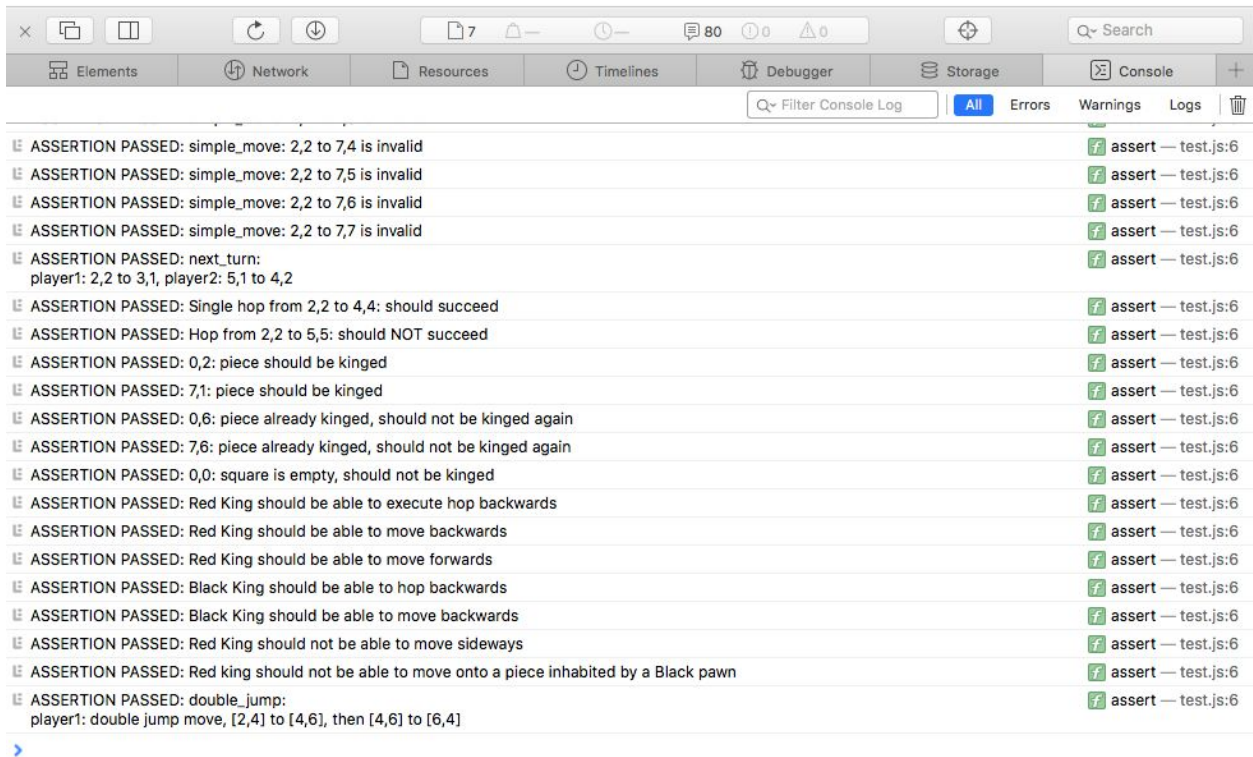 7 — — 80 0 0 Search
Elements Network Resources Timelines Debugger Storage Console +
Filter Console Log All Errors Warnings Logs
ASSERTION PASSED: simple_move: 2,2 to 7,4 is invalid assert — test.js:6
ASSERTION PASSED: simple_move: 2,2 to 7,5 is invalid assert — test.js:6
ASSERTION PASSED: simple_move: 2,2 to 7,6 is invalid assert — test.js:6
ASSERTION PASSED: simple_move: 2,2 to 7,7 is invalid assert — test.js:6
ASSERTION PASSED: next_turn: assert — test.js:6
player1: 2,2 to 3,1, player2: 5,1 to 4,2
ASSERTION PASSED: Single hop from 2,2 to 4,4: should succeed assert — test.js:6
ASSERTION PASSED: Hop from 2,2 to 5,5: should NOT succeed assert — test.js:6
ASSERTION PASSED: 0,2: piece should be kinged assert — test.js:6
ASSERTION PASSED: 7,1: piece should be kinged assert — test.js:6
ASSERTION PASSED: 0,6: piece already kinged, should not be kinged again assert — test.js:6
ASSERTION PASSED: 7,6: piece already kinged, should not be kinged again assert — test.js:6
ASSERTION PASSED: 0,0: square is empty, should not be kinged assert — test.js:6
ASSERTION PASSED: Red King should be able to execute hop backwards assert — test.js:6
ASSERTION PASSED: Red King should be able to move backwards assert — test.js:6
ASSERTION PASSED: Red King should be able to move forwards assert — test.js:6
ASSERTION PASSED: Black King should be able to hop backwards assert — test.js:6
ASSERTION PASSED: Black King should be able to move backwards assert — test.js:6
ASSERTION PASSED: Red King should not be able to move sideways assert — test.js:6
ASSERTION PASSED: Red king should not be able to move onto a piece inhabited by a Black pawn assert — test.js:6
ASSERTION PASSED: double_jump: assert — test.js:6
player1: double jump move, [2,4] to [4,6], then [4,6] to [6,4]